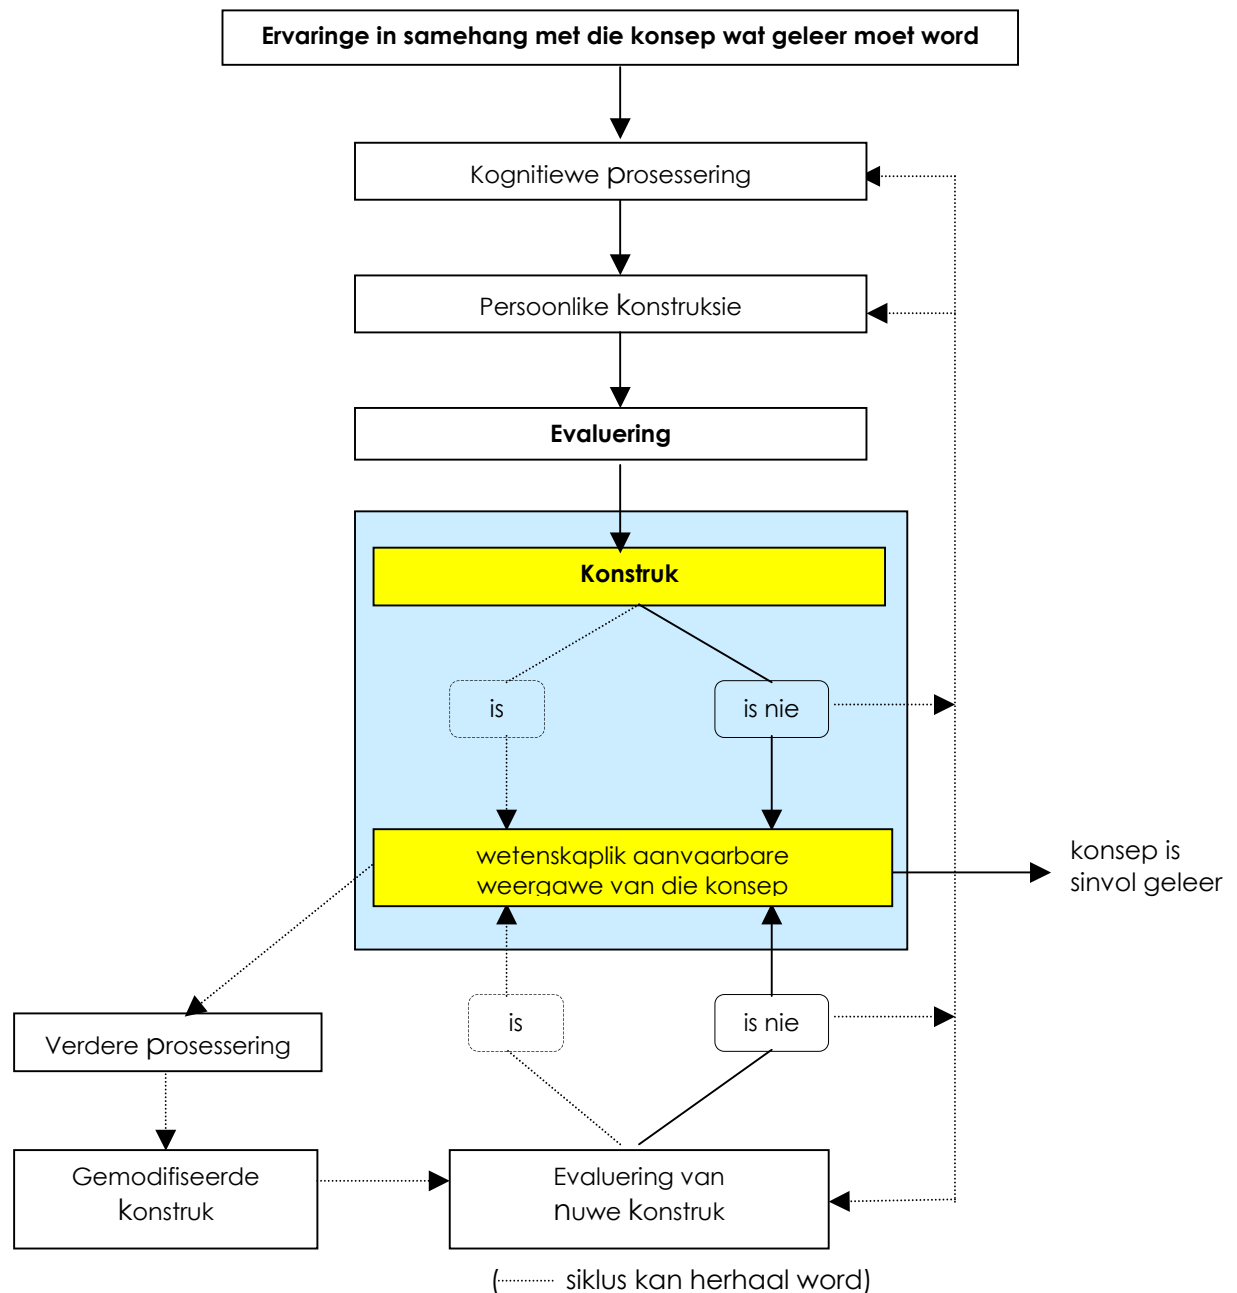 Ervaringe in samehang met die konsep wat geleer moet word
Kognitiewe prosessering
Persoonlike konstruksie
Evaluering
Konstruk
is
is nie
wetenskaplik aanvaarbare
weergawe van die konsep
konsep is
sinvol geleer
is
is nie
Verdere prosessering
Gemodifiseerde
konstruk
Evaluering van
nuwe konstruk
(········ siklus kan herhaal word)